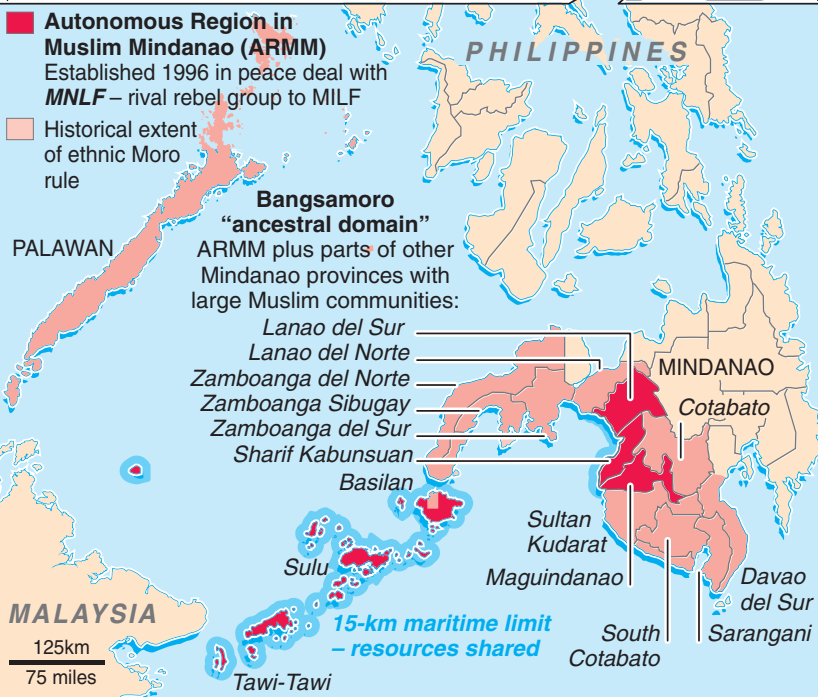 Autonomous Region in
Muslim Mindanao (ARMM)
Established 1996 in peace deal with
MNLF – rival rebel group to MILF
Historical extent
of ethnic Moro
rule
PHILIPPINES
PALAWAN
Bangsamoro
“ancestral domain”
ARMM plus parts of other
Mindanao provinces with
large Muslim communities:
Lanao del Sur
Lanao del Norte
Zamboanga del Norte
Zamboanga Sibugay
Zamboanga del Sur
Sharif Kabunsuan
Basilan
MINDANAO
Cotabato
Sultan
Kudarat
Maguindanao
Sulu
Davao
del Sur
South
Cotabato
Sarangani
MALAYSIA
125km
75 miles
15-km maritime limit
– resources shared
Tawi-Tawi